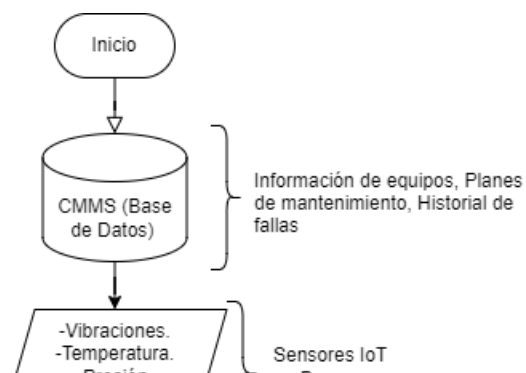 Inicio
CMMS (Base
de Datos)
Información de equipos, Planes
de mantenimiento, Historial de
fallas
-Vibraciones.
-Temperatura.
Sensores IoT